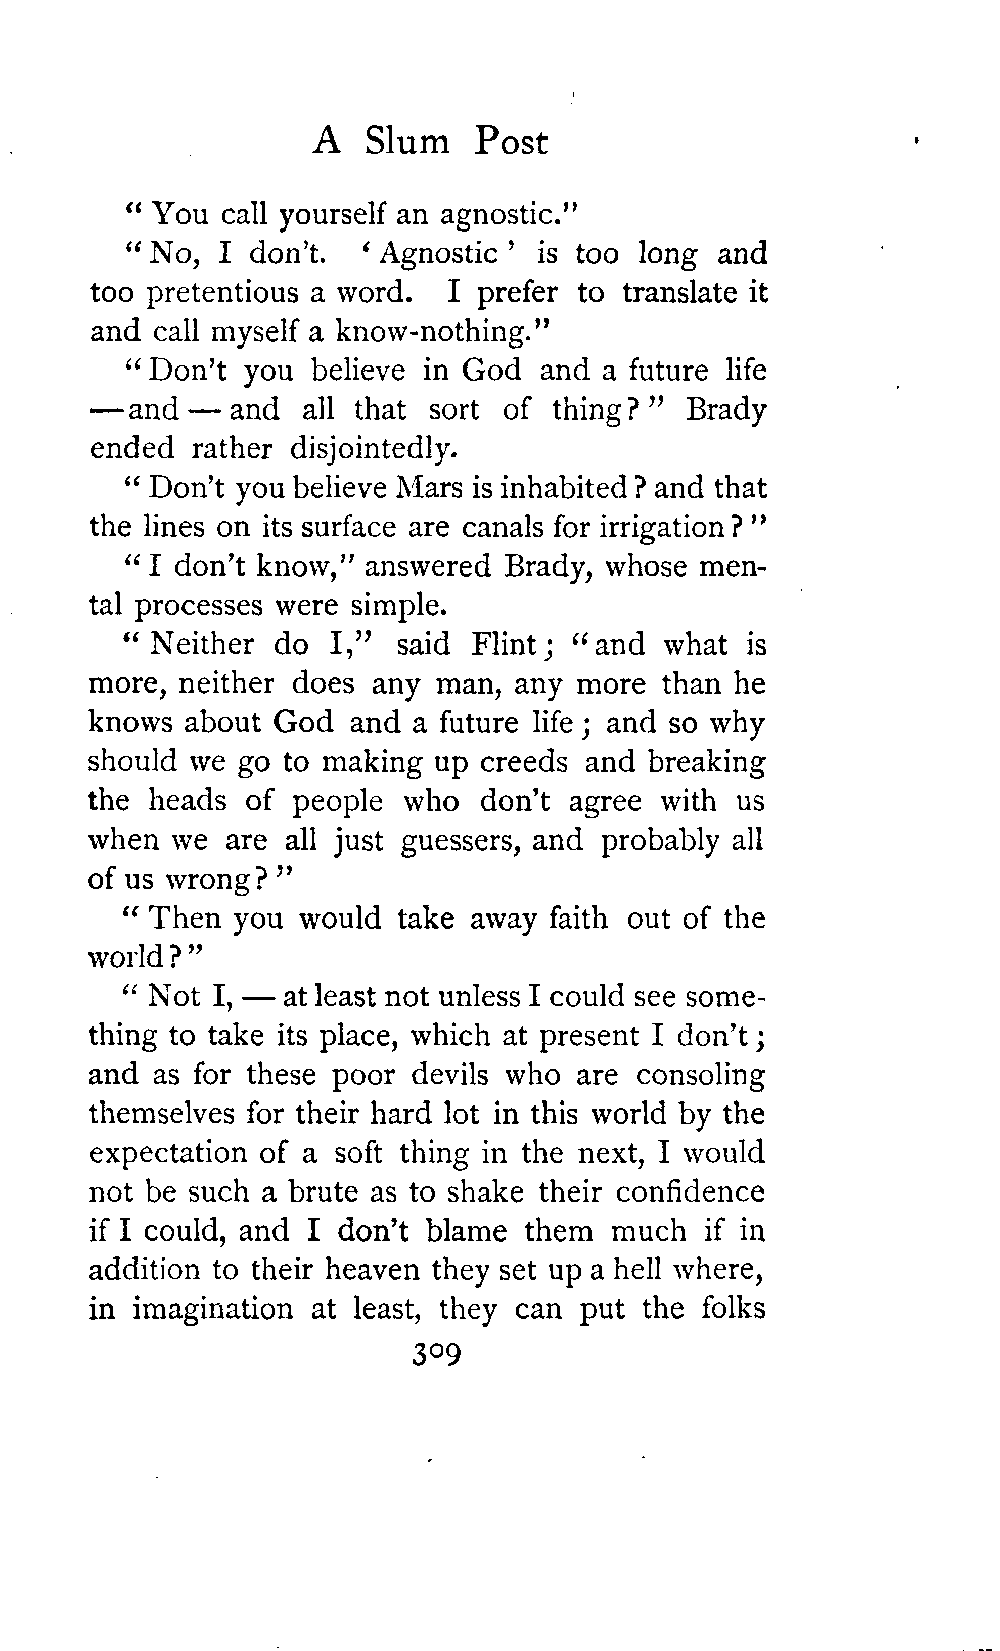 A Slum Post
" You call yourself an agnostic."
" No, I don't. ' Agnostic ' is too long and
too pretentious a word. I prefer to translate it
and call myself a know-nothing."
" Don't you believe in God and a future life
—and — and all that sort of thing? " Brady
ended rather disjointedly.
" Don't you believe Mars is inhabited ? and that
the lines on its surface are canals for irrigation ? "
" I don't know," answered Brady, whose men-
tal processes were simple.
" Neither do I," said Flint ; " and what is
more, neither does any man, any more than he
knows about God and a future life ; and so why
should we go to making up creeds and breaking
the heads of people who don't agree with us
when we are all just guessers, and probably all
of us wrong? "
" Then you would take away faith out of the
world ? "
" Not I, — at least not unless I could see some-
thing to take its place, which at present I don't ;
and as for these poor devils who are consoling
themselves for their hard lot in this world by the
expectation of a soft thing in the next, I would
not be such a brute as to shake their confidence
if I could, and I don't blame them much if in
addition to their heaven they set up a hell where,
in imagination at least, they can put the folks
309